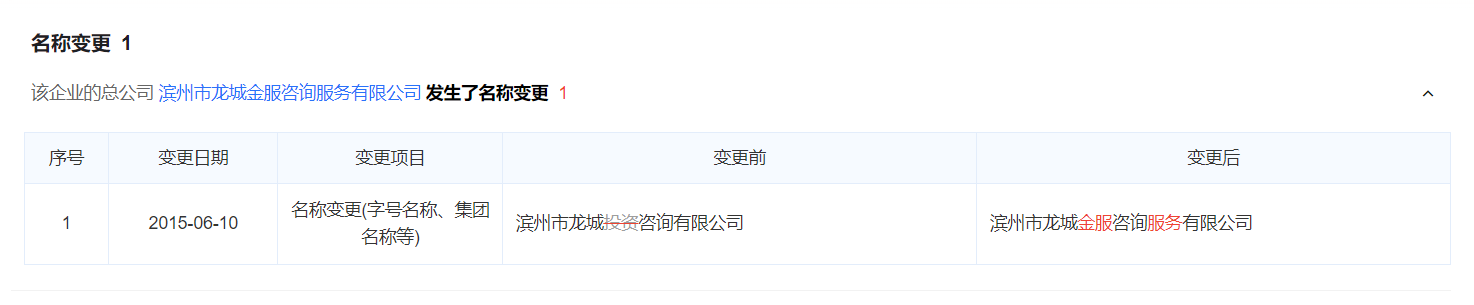 名称变更 1
该企业的总公司 滨州市龙城金服咨询服务有限公司 发生了名称变更 1
序号 变更日期 变更项目 变更前 变更后
1 2015-06-10 名称变更(字号名称、集团名称等) 滨州市龙城投资咨询有限公司 滨州市龙城金服咨询服务有限公司